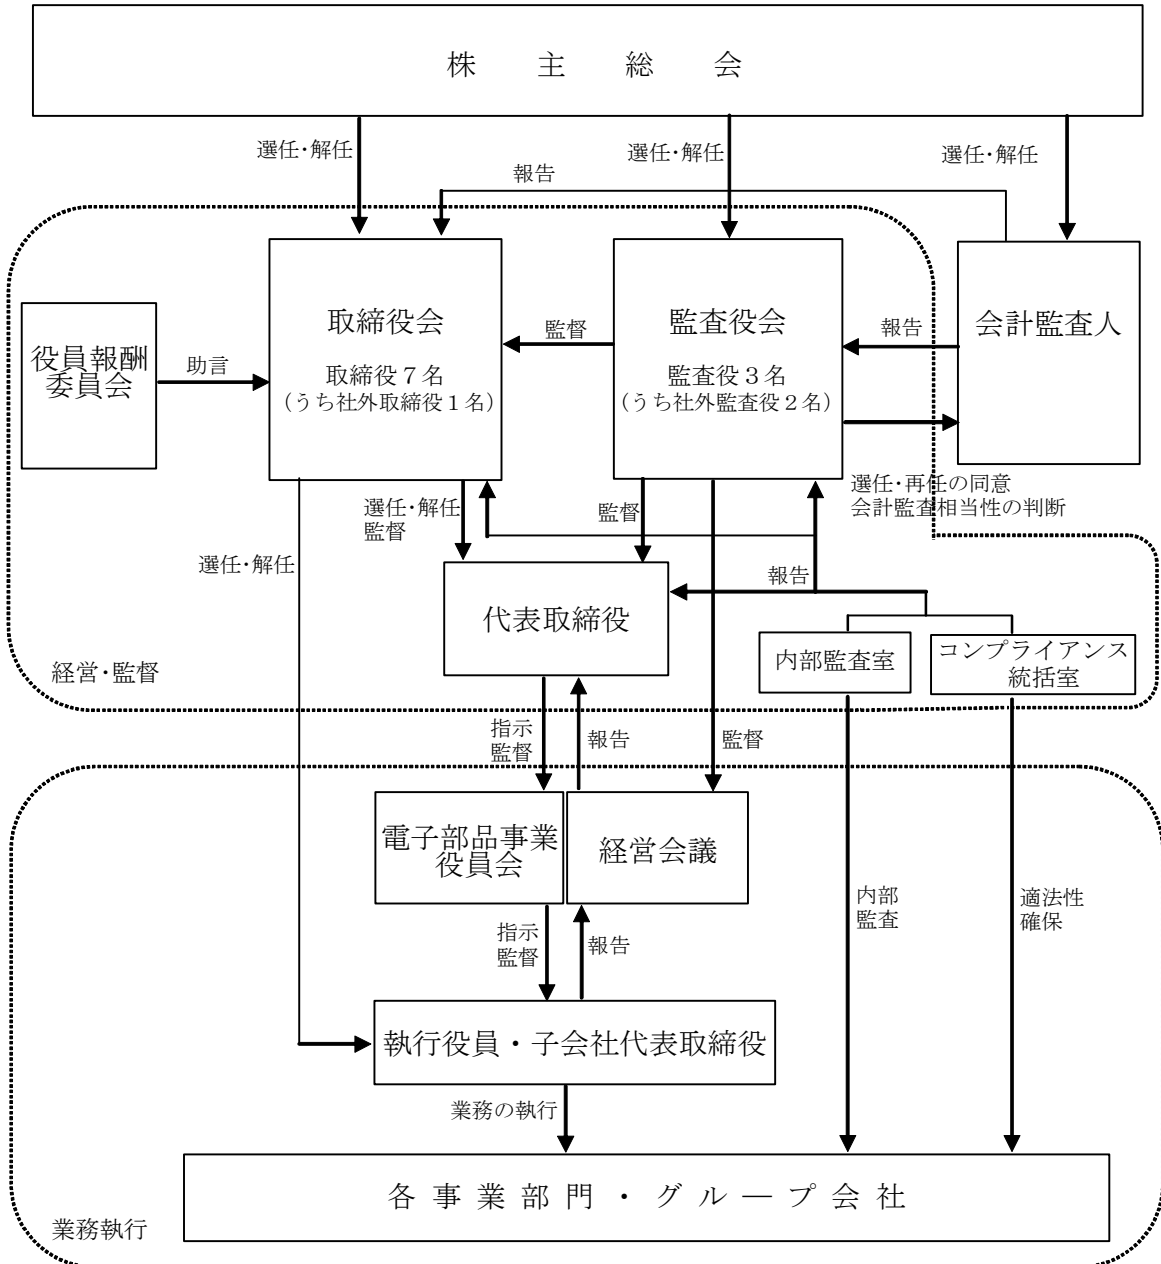 株主総会
選任・解任
選任・解任
選任・解任
報告
取締役会
取締役７名
（うち社外取締役１名）
監査役会
監査役３名
（うち社外監査役２名）
会計監査人
役員報酬
委員会
助言
監督
報告
選任・再任の同意
会計監査相当性の判断
選任・解任
監督
監督
選任・解任
報告
代表取締役
内部監査室
コンプライアンス
統括室
経営・監督
指示
監督
報告
監督
電子部品事業
役員会
経営会議
内部
監査
適法性
確保
指示
監督
報告
執行役員・子会社代表取締役
業務の執行
各事業部門・グループ会社
業務執行